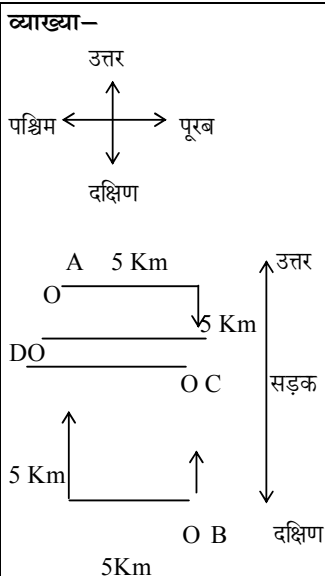 व्याख्या–
उत्तर
पश्चिम पूरब
दक्षिण
A 5 Km उत्तर
O
5 Km
DO
O C सड़क
5 Km
O B दक्षिण
5Km